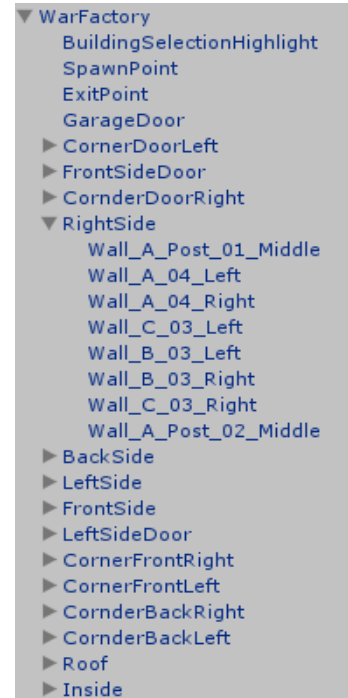 WarFactory
BuildingSelectionHighlight
SpawnPoint
ExitPoint
GarageDoor
CornerDoorLeft
FrontSideDoor
CornderDoorRight
RightSide
Wall_A_Post_01_Middle
Wall_A_04_Left
Wall_A_04_Right
Wall_C_03_Left
Wall_B_03_Left
Wall_B_03_Right
Wall_C_03_Right
Wall_A_Post_02_Middle
BackSide
LeftSide
FrontSide
LeftSideDoor
CornerFrontRight
CornerFrontLeft
CornderBackRight
CornderBackLeft
Roof
Inside